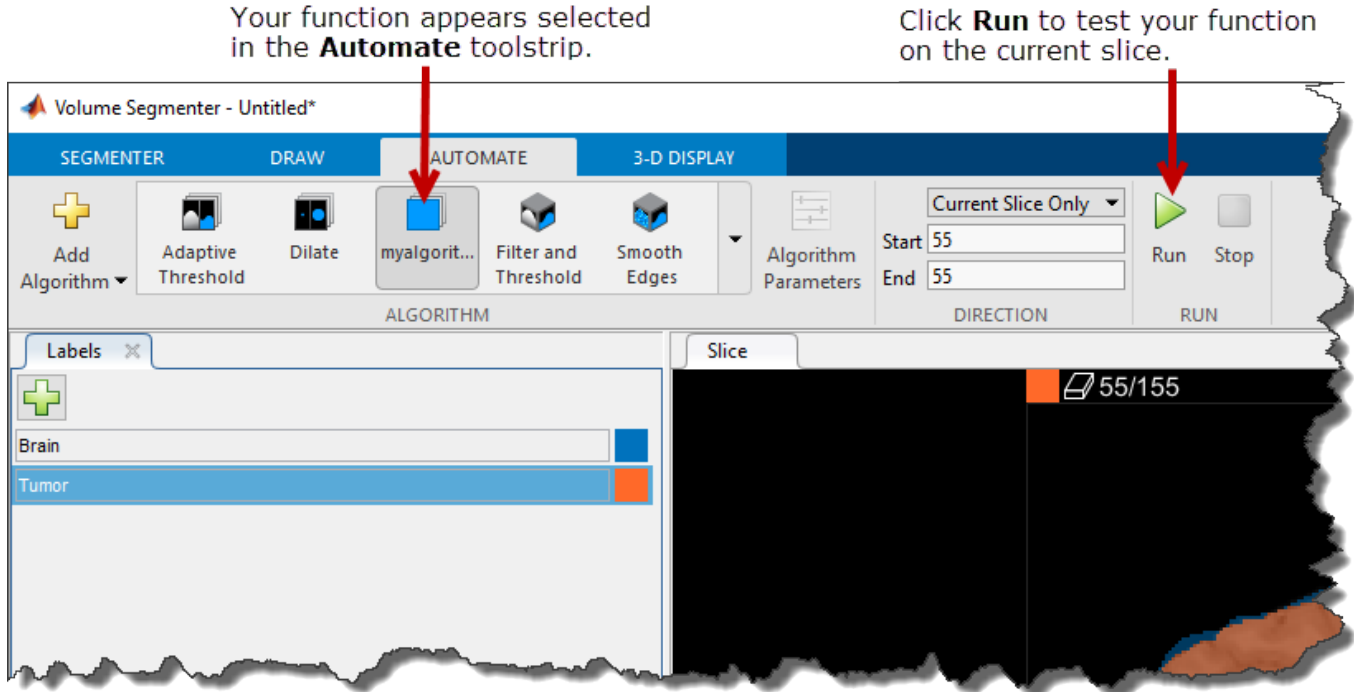 Your function appears selected
in the Automate toolstrip.
Click Run to test your function
on the current slice.
Volume Segmenter - Untitled*
SEGMENTER DRAW AUTOMATE 3-D DISPLAY
Add
Algorithm
Adaptive
Threshold
Dilate
myalgorit...
Filter and
Threshold
Smooth
Edges
Algorithm
Parameters
Current Slice Only
Start 55
End 55
Run
Stop
ALGORITHM DIRECTION RUN
Labels
Slice
55/155
Brain
Tumor